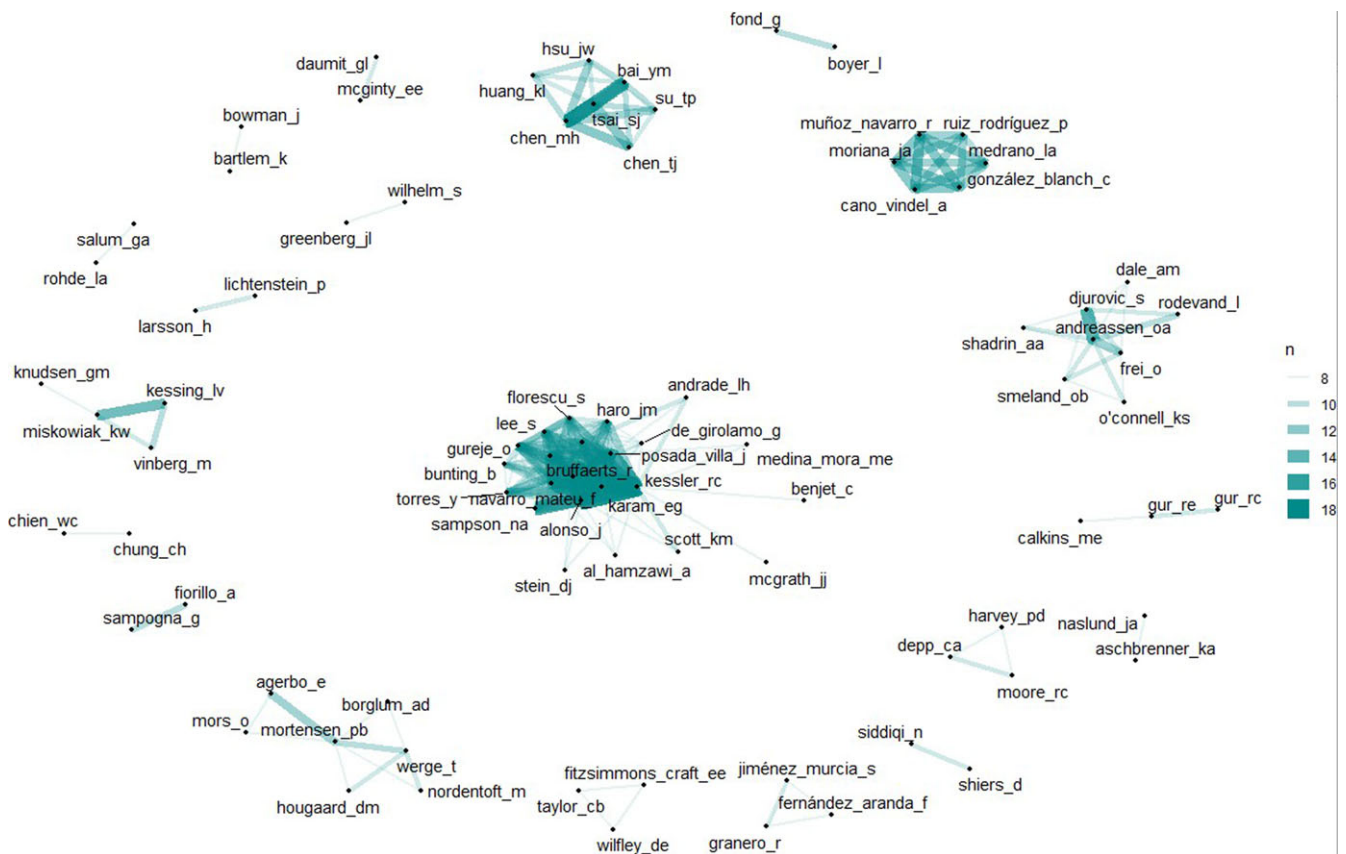 fond_g
boyer_l
hsu_jw
bai_ym
huang_kl
su_tp
tsai_sj
chen_mh
chen_tj
daumit_gl
mcginty_ee
bowman_j
bartlem_k
muñoz_navarro_r
ruiz_rodríguez_p
moriana_ja
medrano_la
gonzález_blanch_c
cano_vindel_a
wilhelm_s
greenberg_jl
salum_ga
rohde_la
lichtenstein_p
larsson_h
dale_am
djurovic_s
rodevand_l
andreassen_oa
shadrin_aa
frei_o
smeland_ob
o'connell_ks
n
8
10
12
14
16
18
knudsen_gm
kessing_lv
miskowiak_kw
vinberg_m
andrade_lh
florescu_s
haro_jm
lee_s
de_girolamo_g
gureje_o
posada_villa_j
medina_mora_me
bunting_b
bruffaerts_r
kessler_rc
benjet_c
torres_y
navarro_mateu_f
karam_eg
sampson_na
alonso_j
scott_km
al_hamzawi_a
stein_dj
mcgrath_jj
gur_rc
gur_re
calkins_me
chien_wc
chung_ch
fiorillo_a
sampogna_g
harvey_pd
naslund_ja
depp_ca
aschbrenner_ka
moore_rc
agerbo_e
borglum_ad
mors_o
mortensen_pb
werge_t
nordentoft_m
hougaard_dm
siddiqi_n
shiers_d
fitzsimmons_craft_ee
taylor_cb
wilfley_de
jiménez_murcia_s
fernández_aranda_f
granero_r